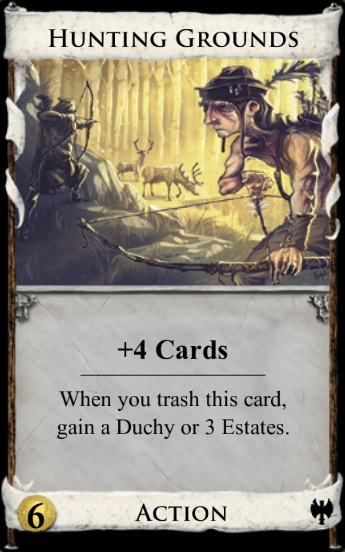 Hunting Grounds
+4 Cards
When you trash this card,
gain a Duchy or 3 Estates.
6 Action